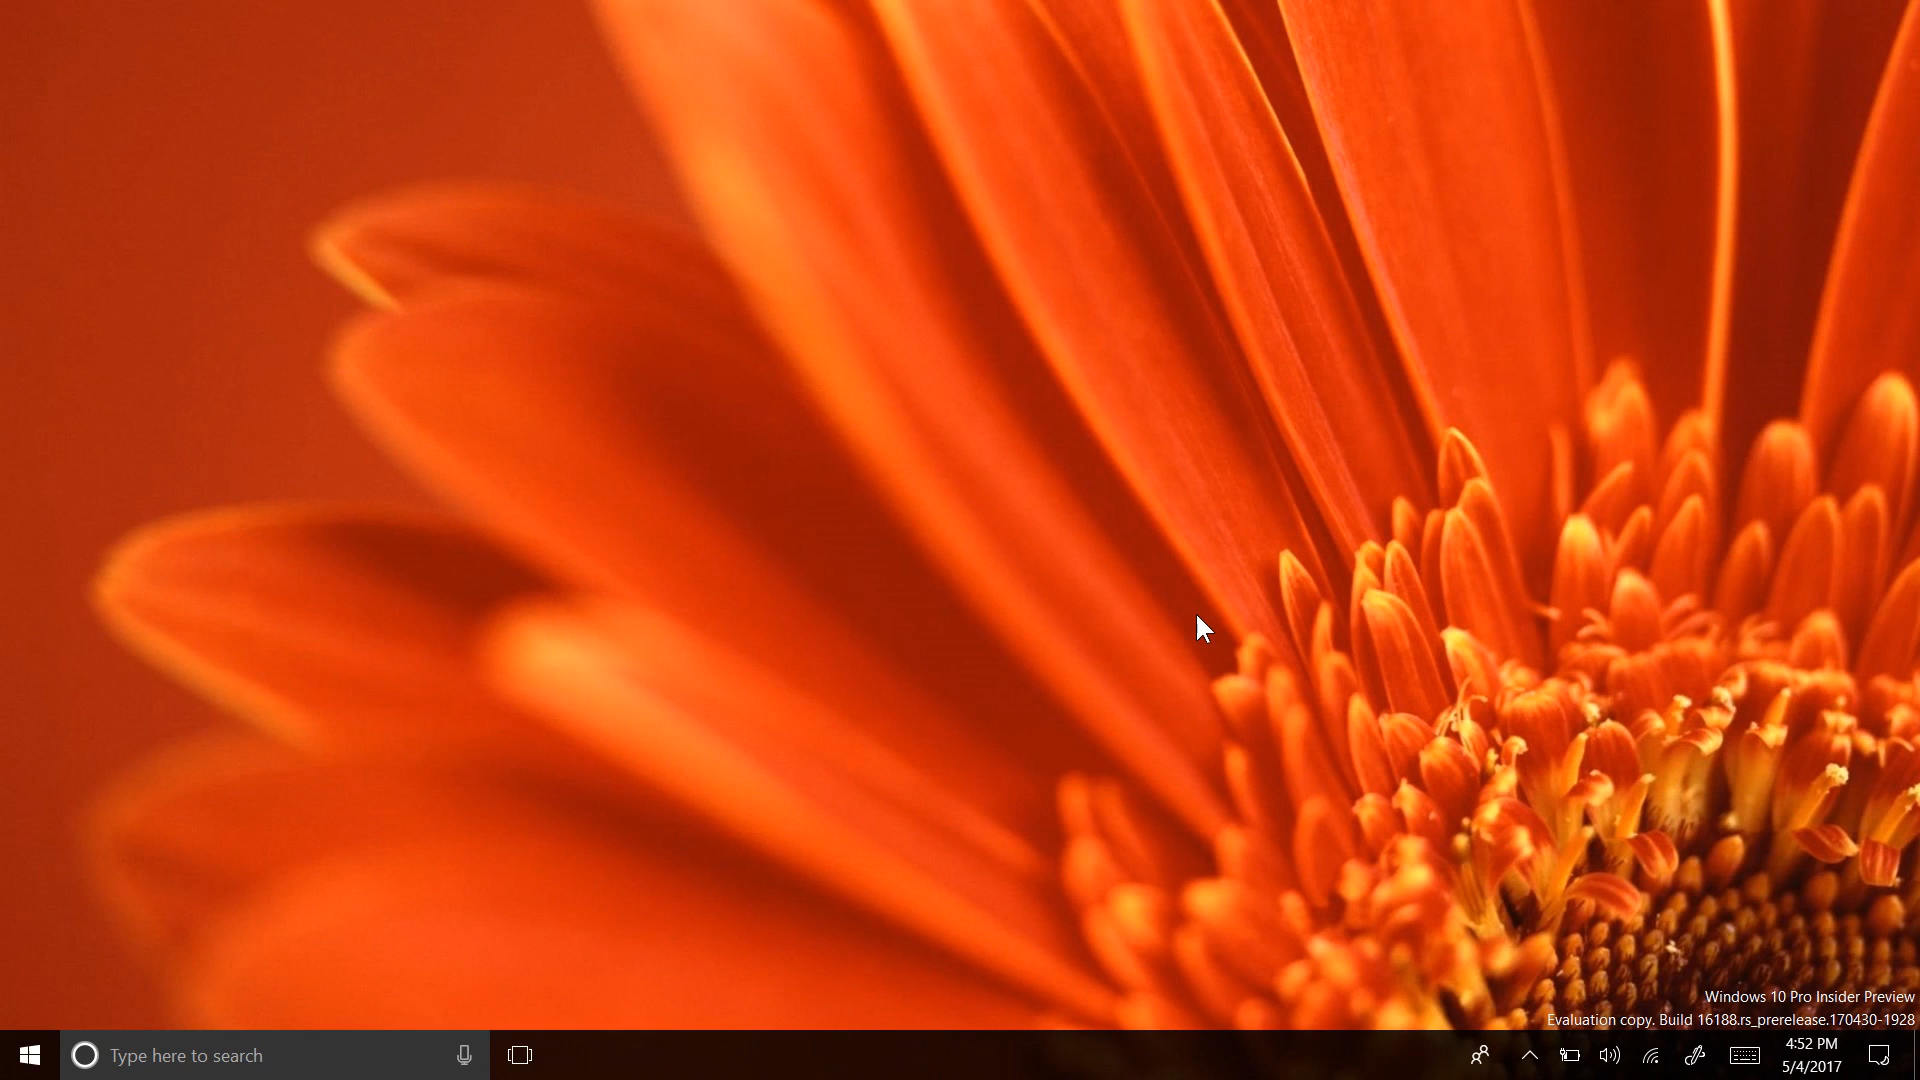 Windows 10 Pro Insider Preview
Evaluation copy. Build 16188.rs_prerelease.170430-1928
Type here to search
4:52 PM
5/4/2017